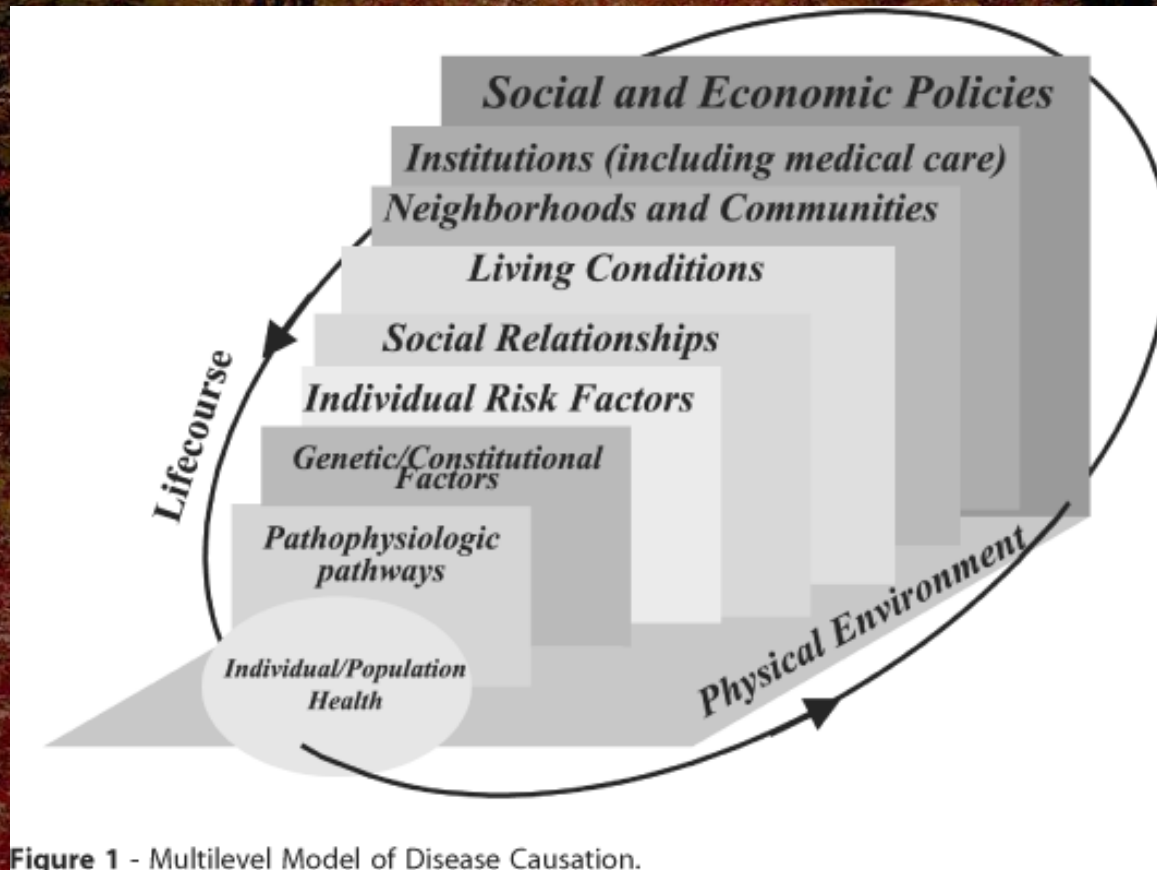 Social and Economic Policies
Institutions (including medical care)
Neighborhoods and Communities
Living Conditions
Social Relationships
Individual Risk Factors
Genetic/Constitutional
Factors
Pathophysiologic
pathways
Individual/Population
Health
Lifecourse
Physical Environment
Figure 1 - Multilevel Model of Disease Causation.